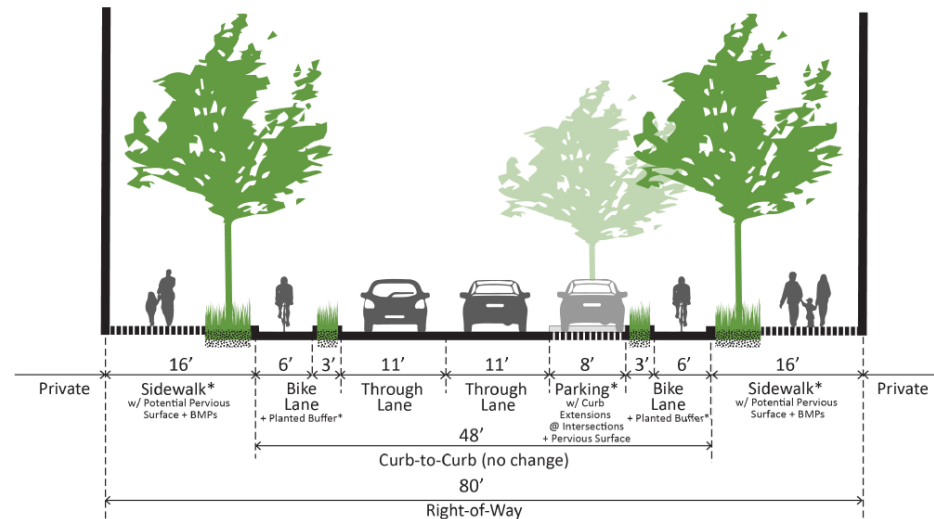 16’ 6’ 3’ 11’ 11’ 8’ 3’ 6’ 16’
Private Sidewalk* Bike Through Through Parking* Bike Sidewalk* Private
w/ Potential Pervious Lane Lane Lane w/ Curb Lane w/ Potential Pervious
Surface + BMPs + Planted Buffer* Extensions + Planted Buffer* Surface + BMPs
@ Intersections
+ Pervious Surface
48’
Curb-to-Curb (no change)
80’
Right-of-Way